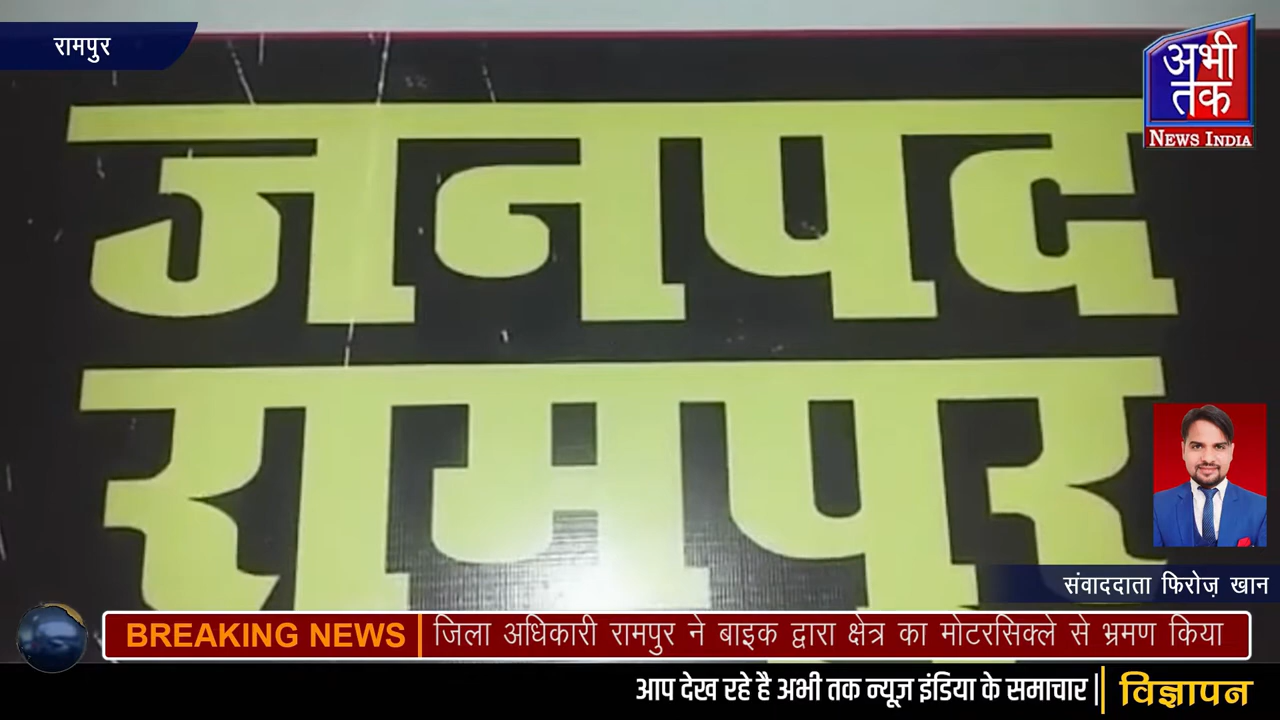 रामपुर
अभी
तक
NEWS INDIA
जनपद
रामपुर
संवाददाता फिरोज़ खान
BREAKING NEWS
जिला अधिकारी रामपुर ने बाइक द्वारा क्षेत्र का मोटरसिक्ले से भ्रमण किया
आप देख रहे है अभी तक न्यूज इंडिया के समाचार |
विज्ञापन